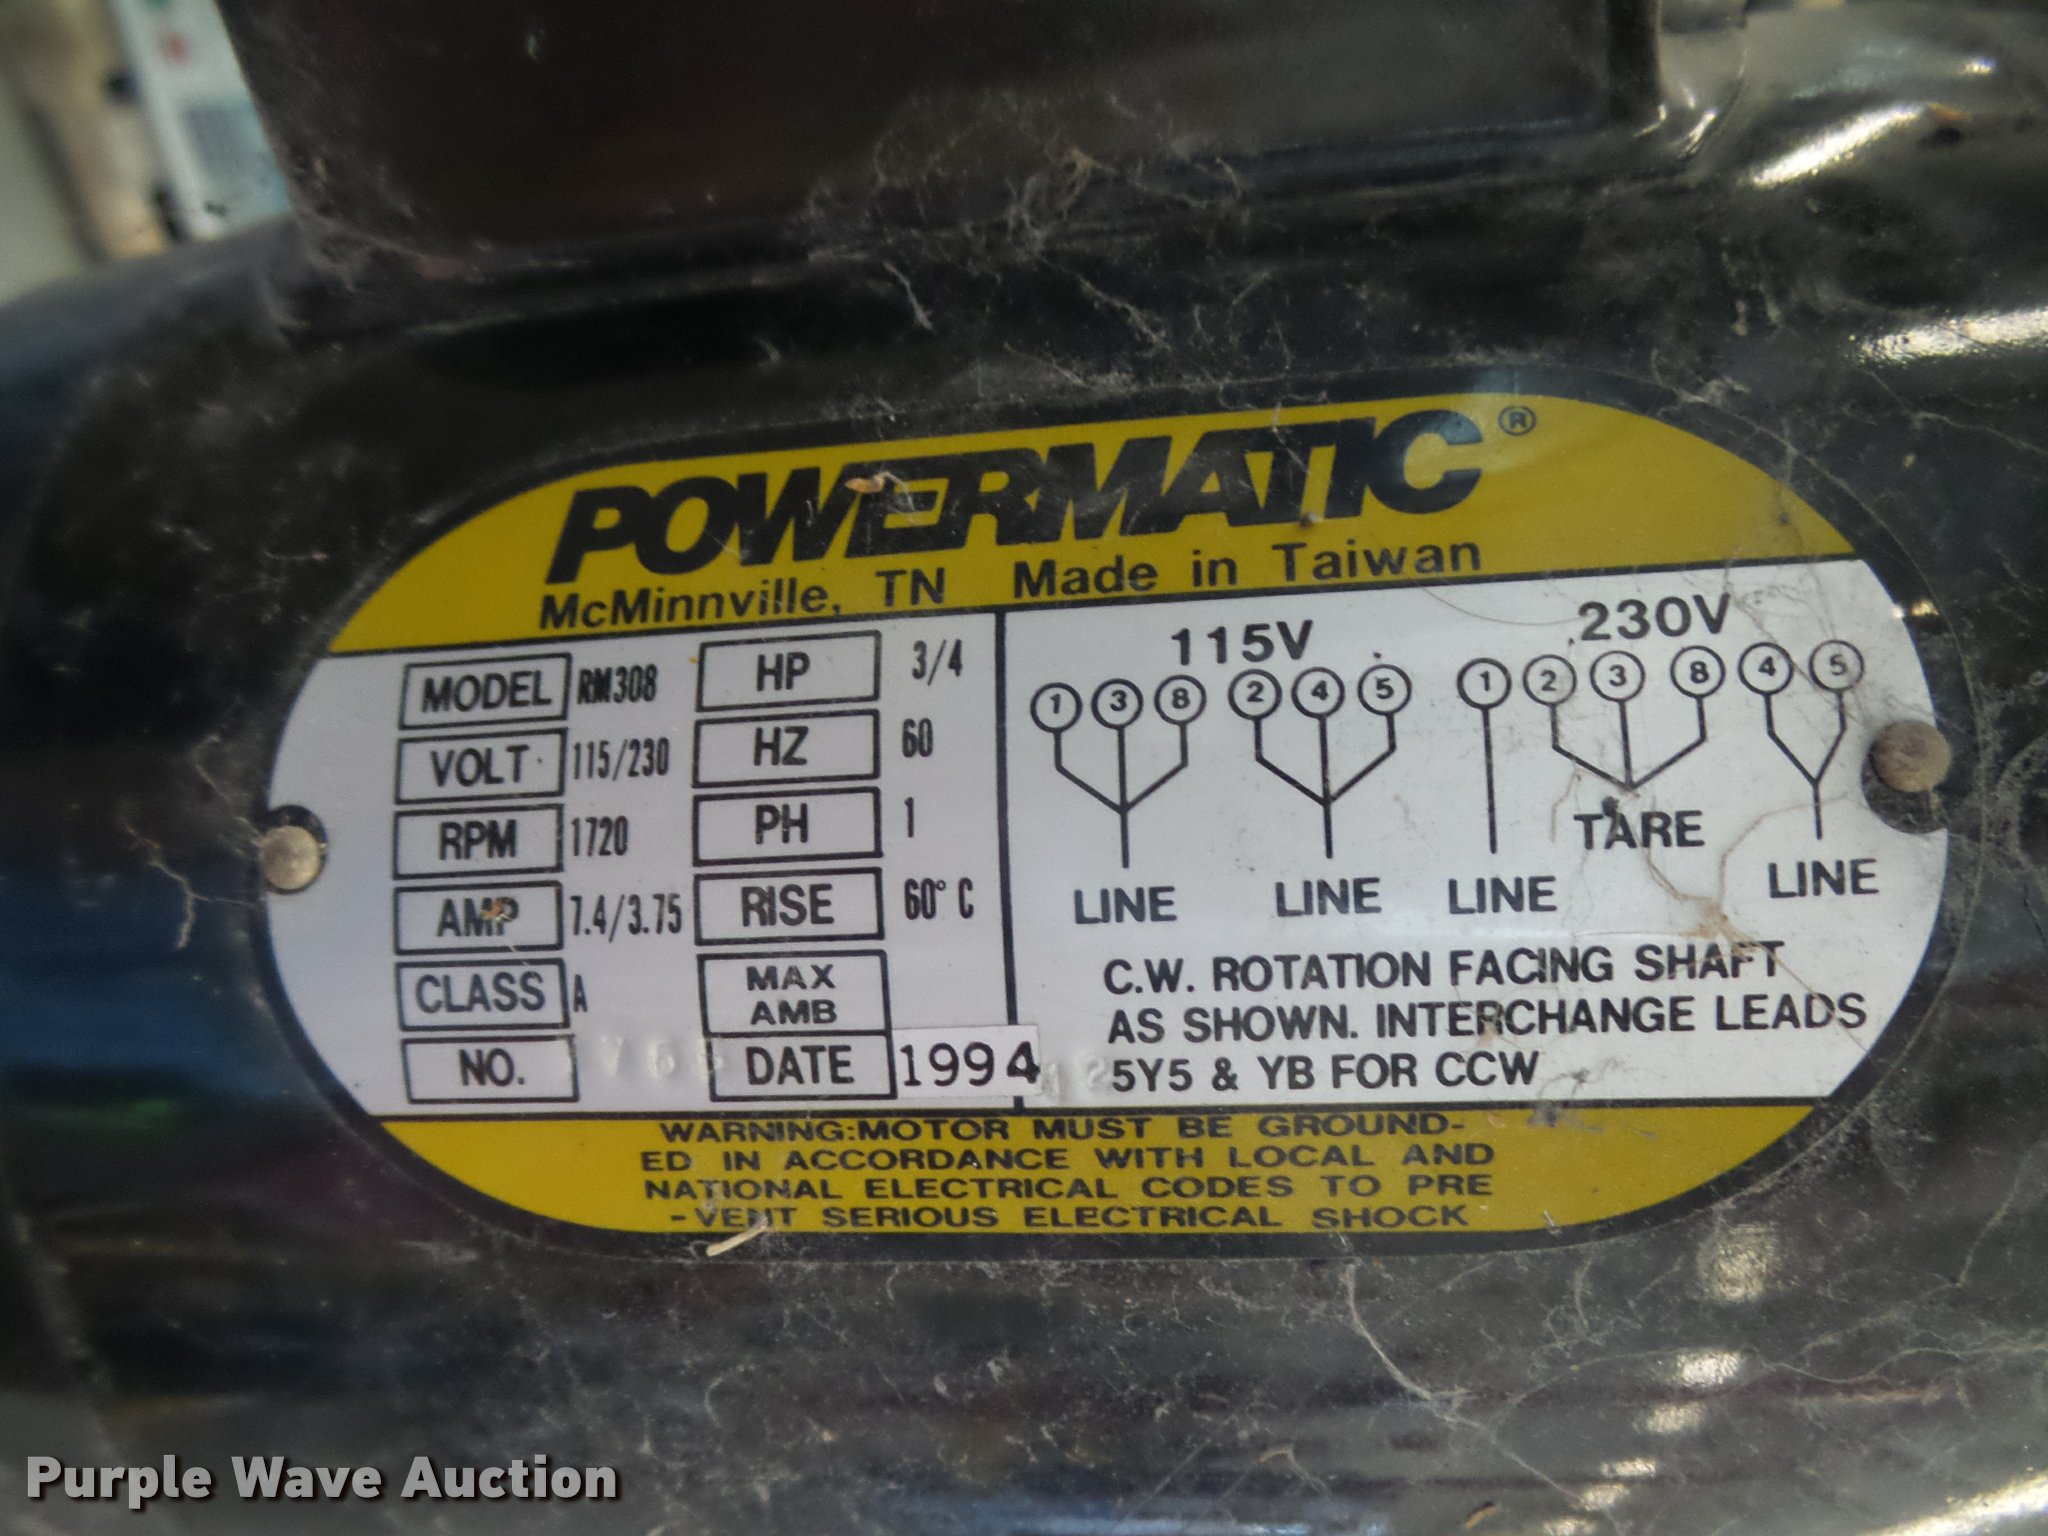 POWERMATIC®
McMinnville, TN Made in Taiwan
MODEL RM308 HP 3/4
VOLT 115/230 HZ 60
RPM 1720 PH 1
AMP 7.4/3.75 RISE 60°C
CLASS A MAX AMB
NO. DATE 1994
115V 230V
1 3 8 2 4 5 1 2 3 8 4 5
TARE
LINE LINE LINE LINE
C.W. ROTATION FACING SHAFT
AS SHOWN. INTERCHANGE LEADS
5Y5 & YB FOR CCW
WARNING:MOTOR MUST BE GROUND-
ED IN ACCORDANCE WITH LOCAL AND
NATIONAL ELECTRICAL CODES TO PRE
-VENT SERIOUS ELECTRICAL SHOCK
Purple Wave Auction